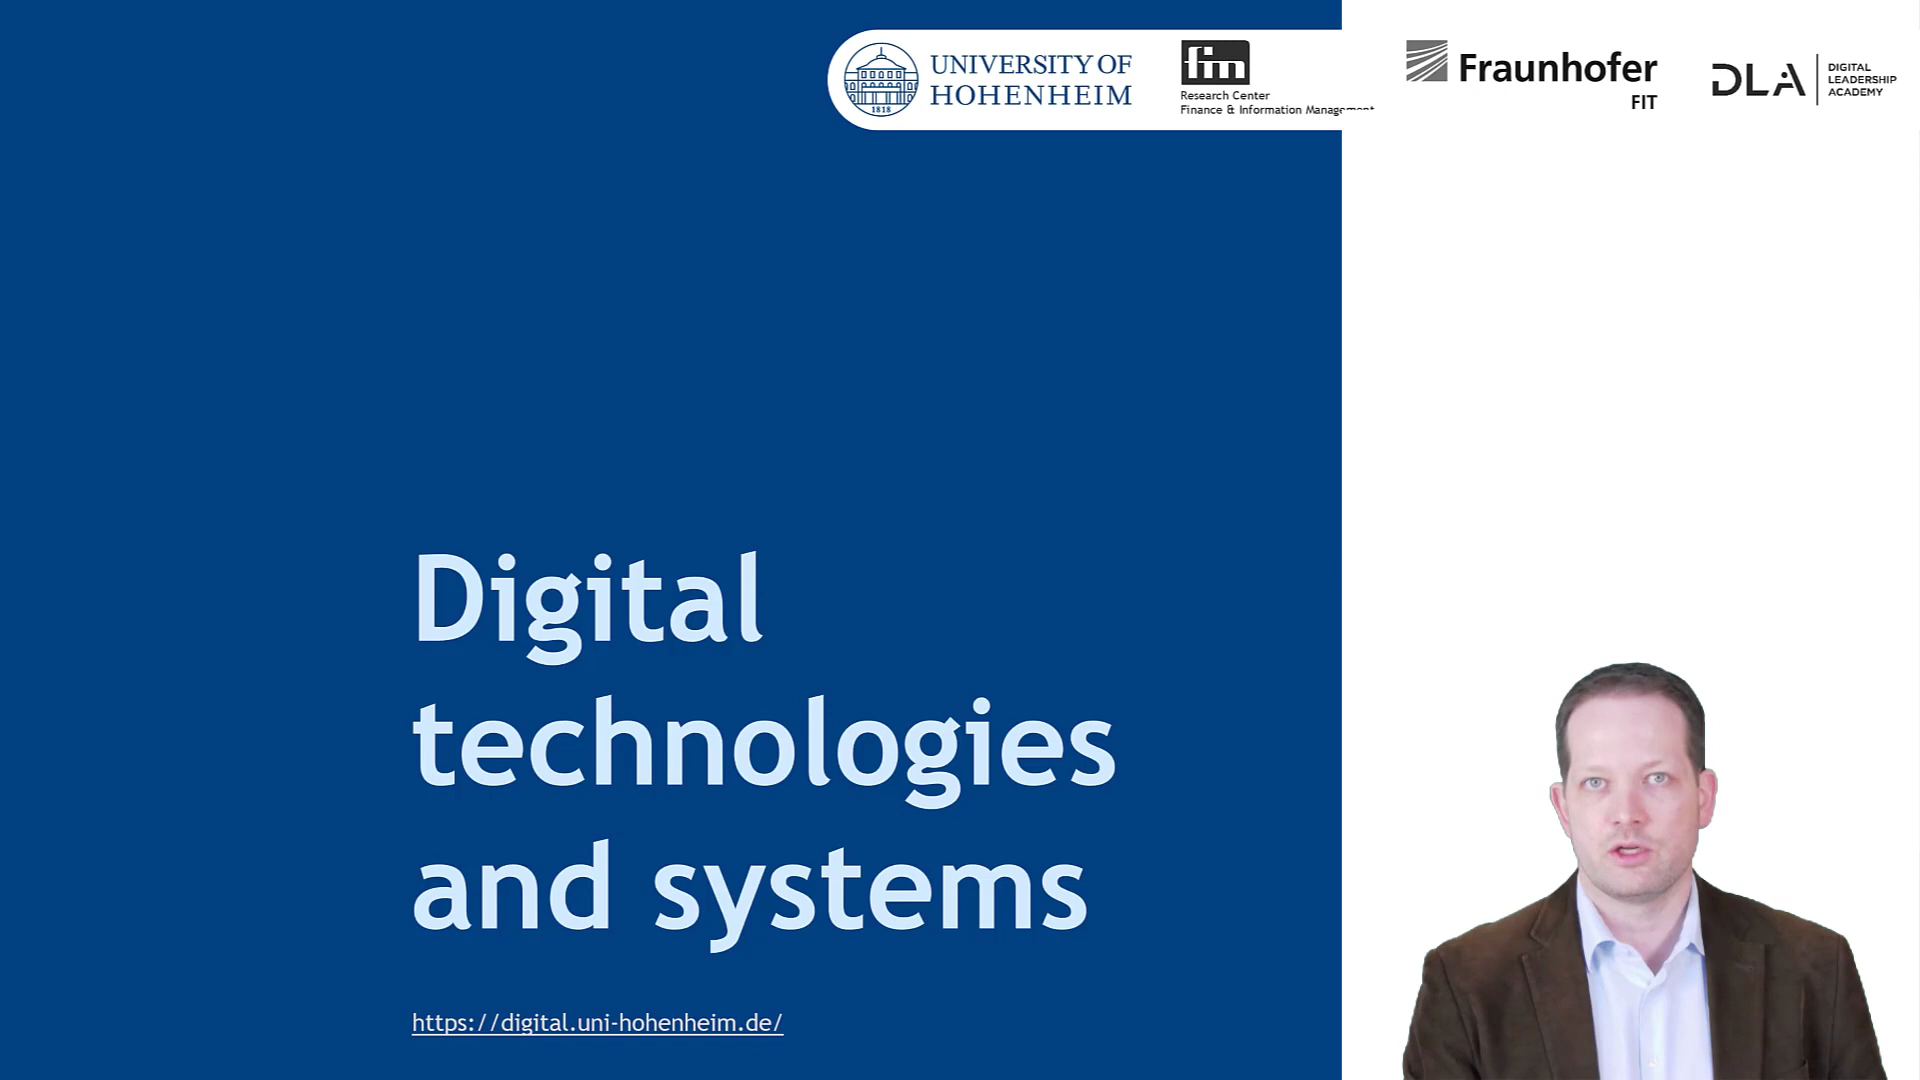 UNIVERSITY OF
HOHENHEIM
1818
fim
Research Center
Finance & Information Management
Fraunhofer
FIT
DLA
DIGITAL
LEADERSHIP
ACADEMY
Digital
technologies
and systems
https://digital.uni-hohenheim.de/